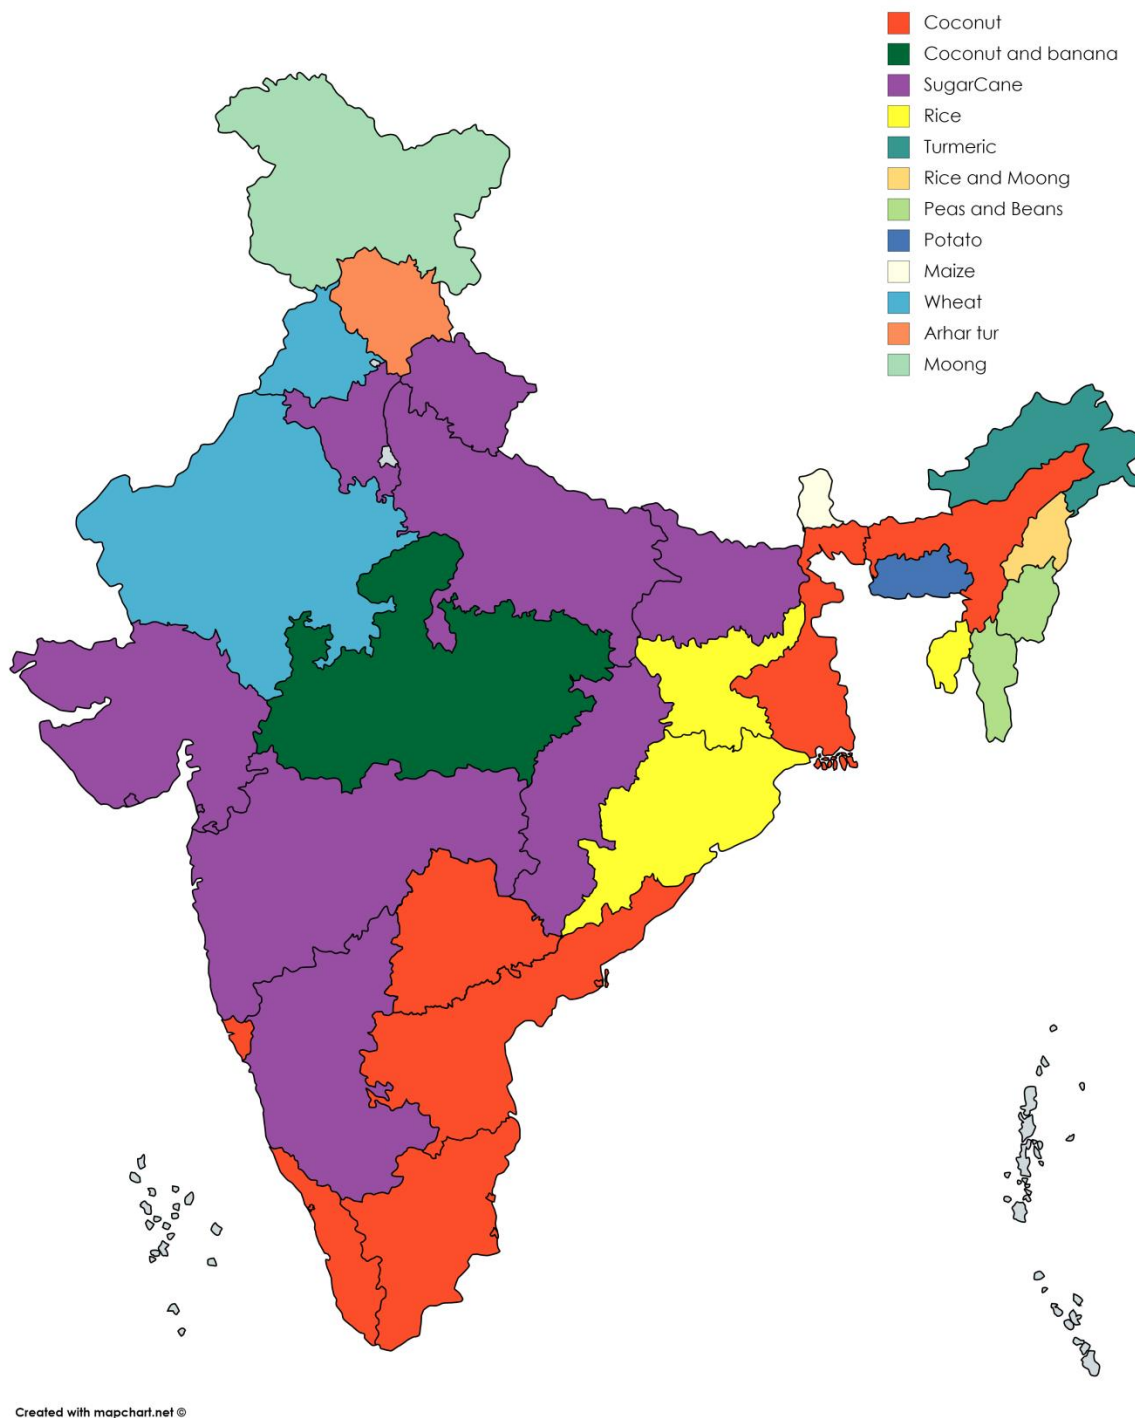 Coconut
Coconut and banana
SugarCane
Rice
Turmeric
Rice and Moong
Peas and Beans
Potato
Maize
Wheat
Arhar tur
Moong
Created with mapchart.net ©